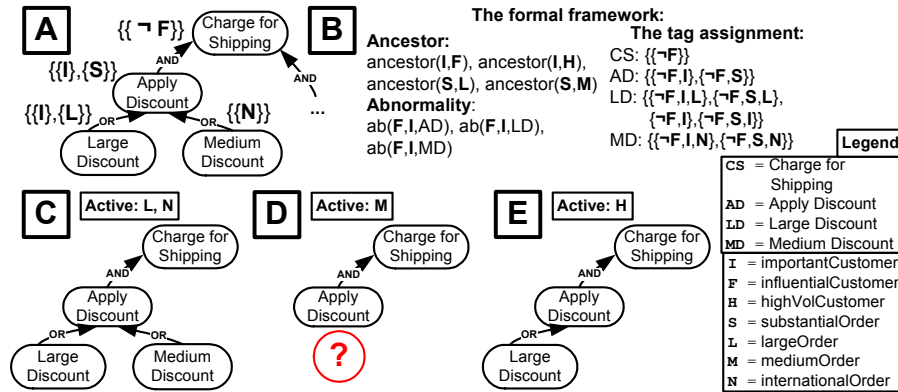 A
{{ ¬ F}}
Charge for
Shipping
AND
AND
...
{{I},{S}}
Apply
Discount
{{I},{L}}
{{N}}
OR
OR
Large
Discount
Medium
Discount
B
The formal framework:
Ancestor:
ancestor(I,F), ancestor(I,H),
ancestor(S,L), ancestor(S,M)
Abnormality:
ab(F,I,AD), ab(F,I,LD),
ab(F,I,MD)
The tag assignment:
CS: {{¬F}}
AD: {{¬F,I},{¬F,S}}
LD: {{¬F,I,L},{¬F,S,L},
{¬F,I},{¬F,S,I}}
MD: {{¬F,I,N},{¬F,S,N}}
Legend
CS = Charge for
Shipping
AD = Apply Discount
LD = Large Discount
MD = Medium Discount
I = importantCustomer
F = influentialCustomer
H = highVolCustomer
S = substantialOrder
L = largeOrder
M = mediumOrder
N = internationalOrder
C
Active: L, N
Charge for
Shipping
AND
Apply
Discount
OR
OR
Large
Discount
Medium
Discount
D
Active: M
Charge for
Shipping
AND
Apply
Discount
?
E
Active: H
Charge for
Shipping
AND
Apply
Discount
OR
Large
Discount